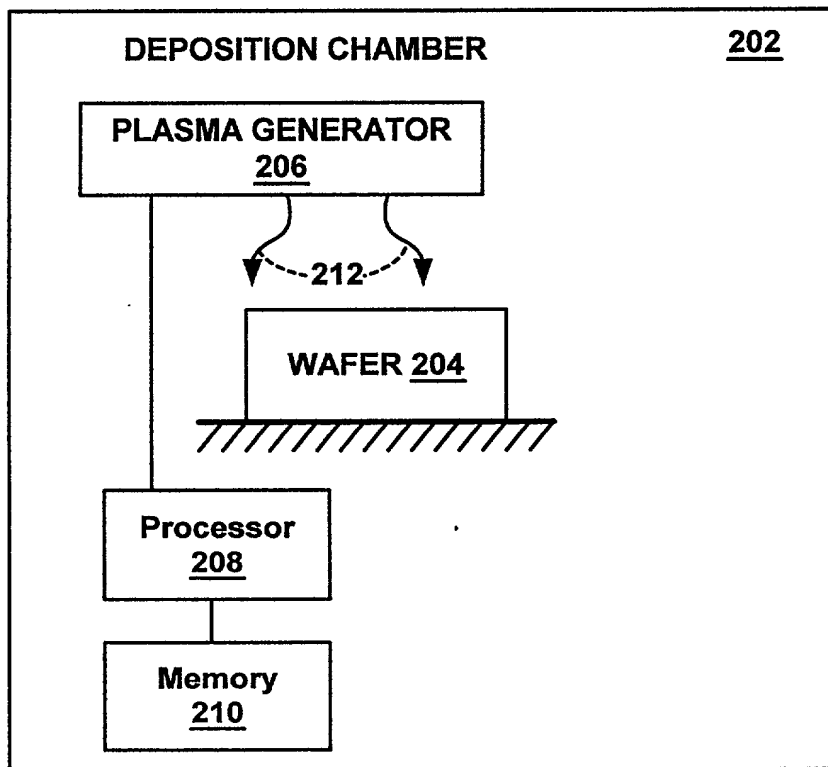 DEPOSITION CHAMBER 202
PLASMA GENERATOR
206
212
WAFER 204
Processor
208
Memory
210